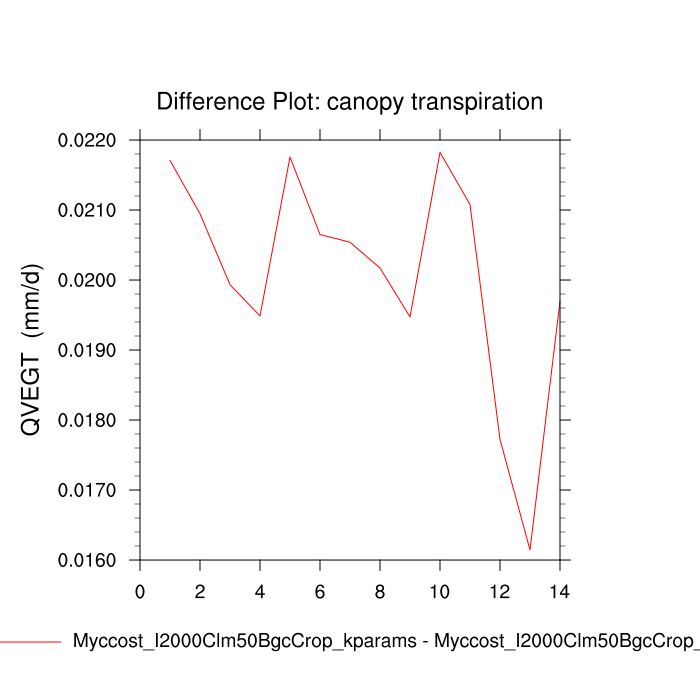 Difference Plot: canopy transpiration
0.0220
0.0210
0.0200
0.0190
0.0180
0.0170
0.0160
QVEGT (mm/d)
0 2 4 6 8 10 12 14
Myccost_I2000Clm50BgcCrop_kparams - Myccost_I2000Clm50BgcCrop_